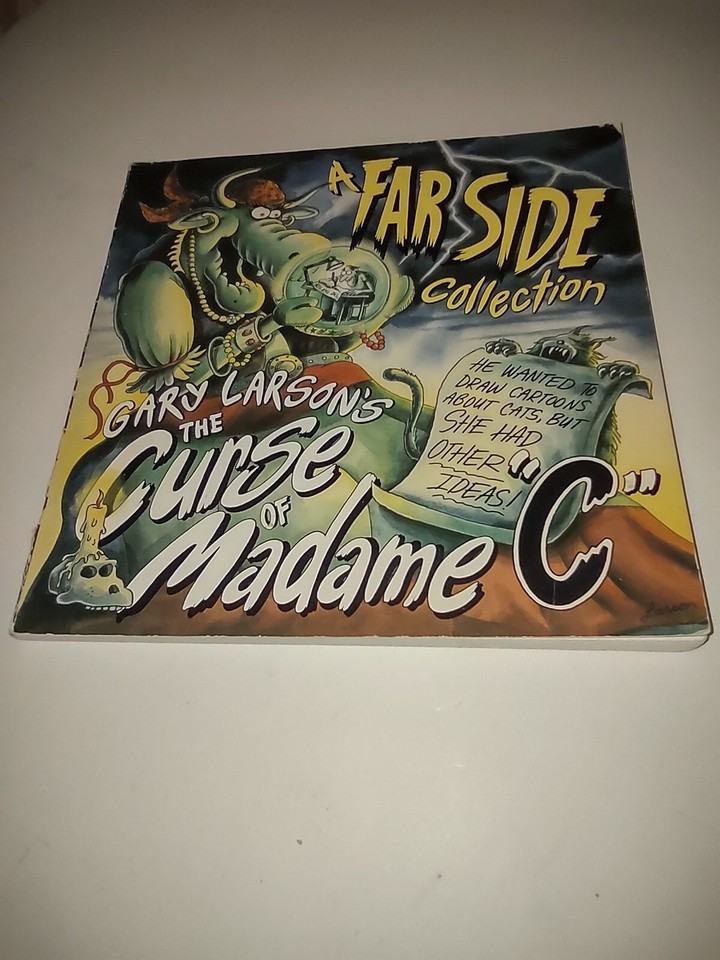 A FAR SIDE
Collection
GARY LARSON'S
THE
Curse
OF
Madame "C"
HE WANTED TO
DRAW CARTOONS
ABOUT CATS, BUT
SHE HAD
OTHER
IDEAS!
Larson